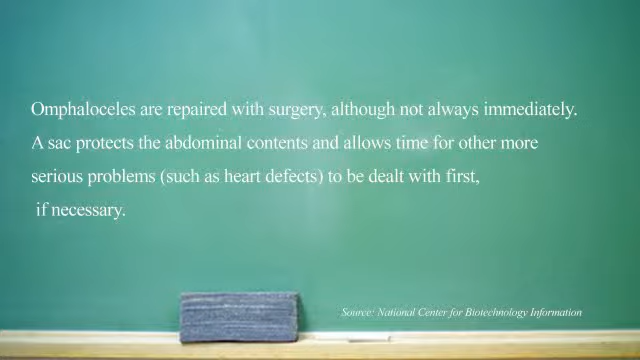 Omphaloceles are repaired with surgery, although not always immediately.
A sac protects the abdominal contents and allows time for other more
serious problems (such as heart defects) to be dealt with first,
if necessary.
Source: National Center for Biotechnology Information